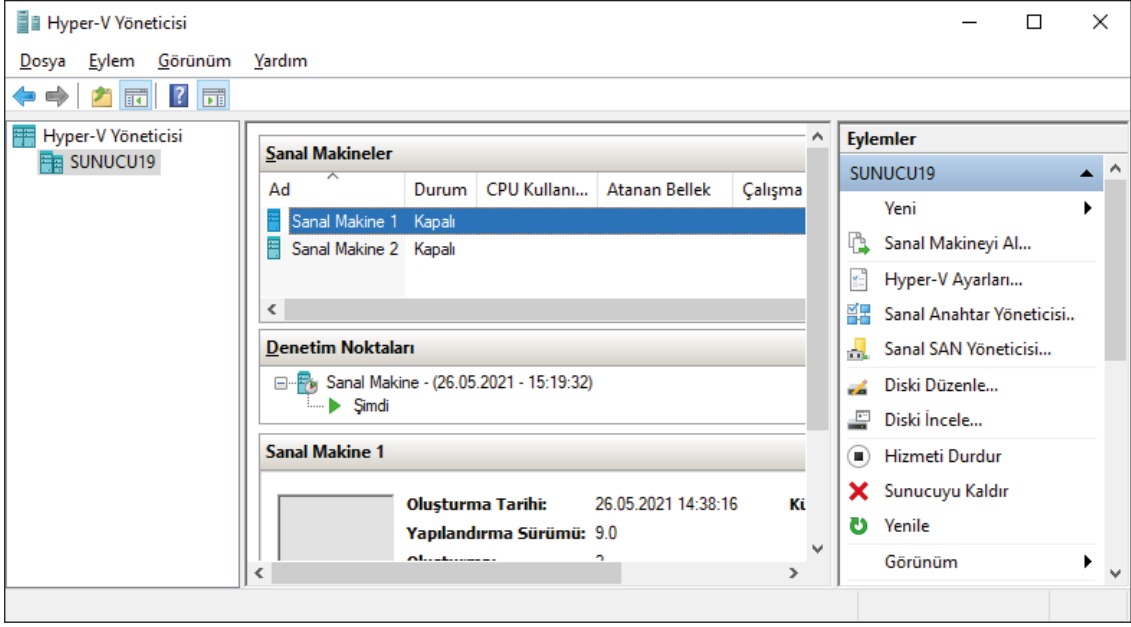 Hyper-V Yöneticisi
Dosya Eylem Görünüm Yardım
Hyper-V Yöneticisi
SUNUCU19
Sanal Makineler
Ad Durum CPU Kullanı... Atanan Bellek Çalışma
Sanal Makine 1 Kapalı
Sanal Makine 2 Kapalı
Denetim Noktaları
Sanal Makine - (26.05.2021 - 15:19:32)
Şimdi
Sanal Makine 1
Oluşturma Tarihi: 26.05.2021 14:38:16
Yapılandırma Sürümü: 9.0
Eylemler
SUNUCU19
Yeni
Sanal Makineyi Al...
Hyper-V Ayarları...
Sanal Anahtar Yöneticisi..
Sanal SAN Yöneticisi...
Diski Düzenle...
Diski İncele...
Hizmeti Durdur
Sunucuyu Kaldır
Yenile
Görünüm